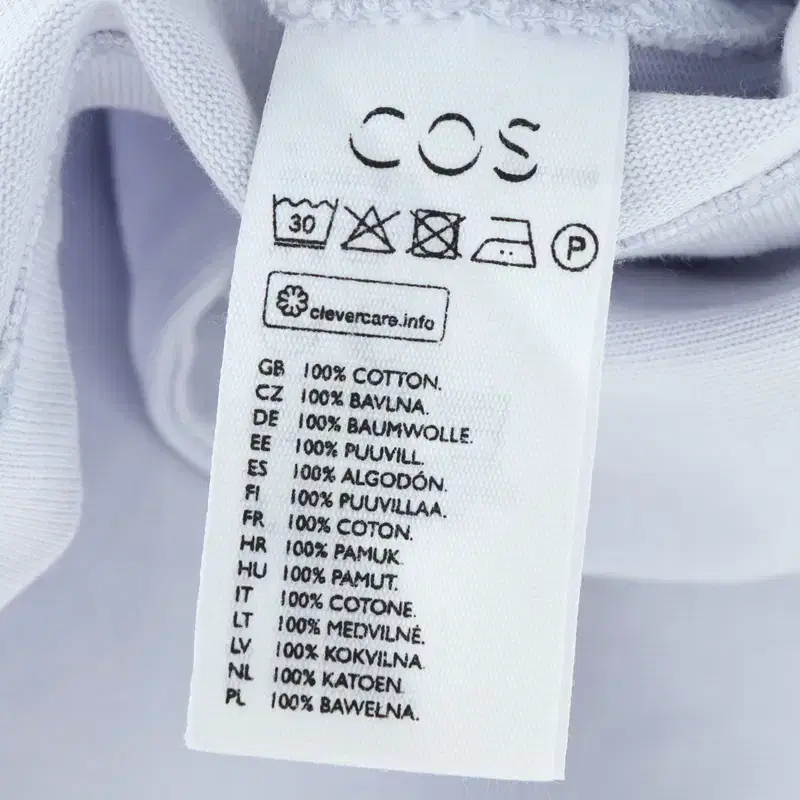 COS
30 P
clevercare.info
GB 100% COTTON.
CZ 100% BAVLNA.
DE 100% BAUMWOLLE.
EE 100% PUUVILL.
ES 100% ALGODÓN.
FI 100% PUUVILLAA.
FR 100% COTON.
HR 100% PAMUK.
HU 100% PAMUT.
IT 100% COTONE.
LT 100% MEDVILNĖ.
LV 100% KOKVILNA.
NL 100% KATOEN.
PL 100% BAWEŁNA.